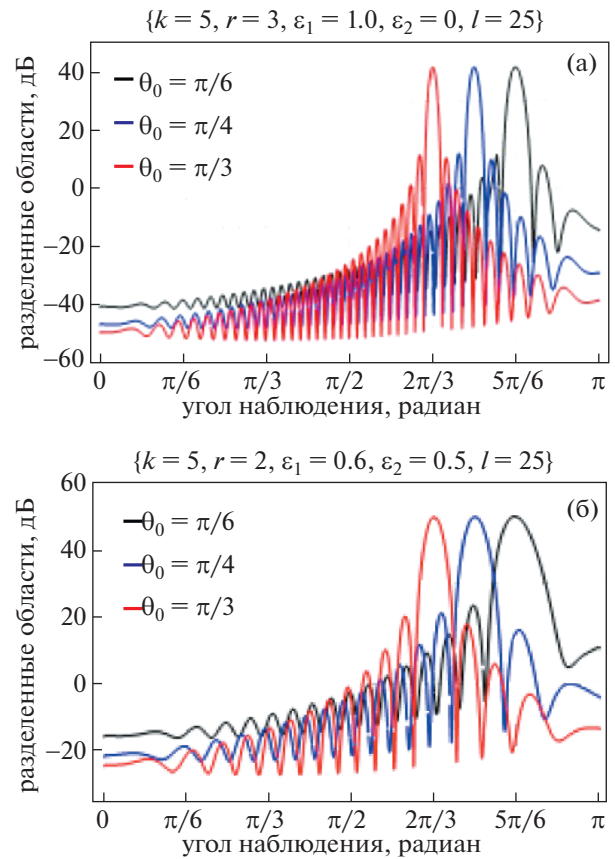 {k = 5, r = 3, ε₁ = 1.0, ε₂ = 0, l = 25}
(а)
разделенные области, дБ
40
20
0
−20
−40
−60
θ₀ = π/6
θ₀ = π/4
θ₀ = π/3
0 π/6 π/3 π/2 2π/3 5π/6 π
угол наблюдения, радиан
{k = 5, r = 2, ε₁ = 0.6, ε₂ = 0.5, l = 25}
(б)
разделенные области, дБ
60
50
20
0
−20
θ₀ = π/6
θ₀ = π/4
θ₀ = π/3
0 π/6 π/3 π/2 2π/3 5π/6 π
угол наблюдения, радиан